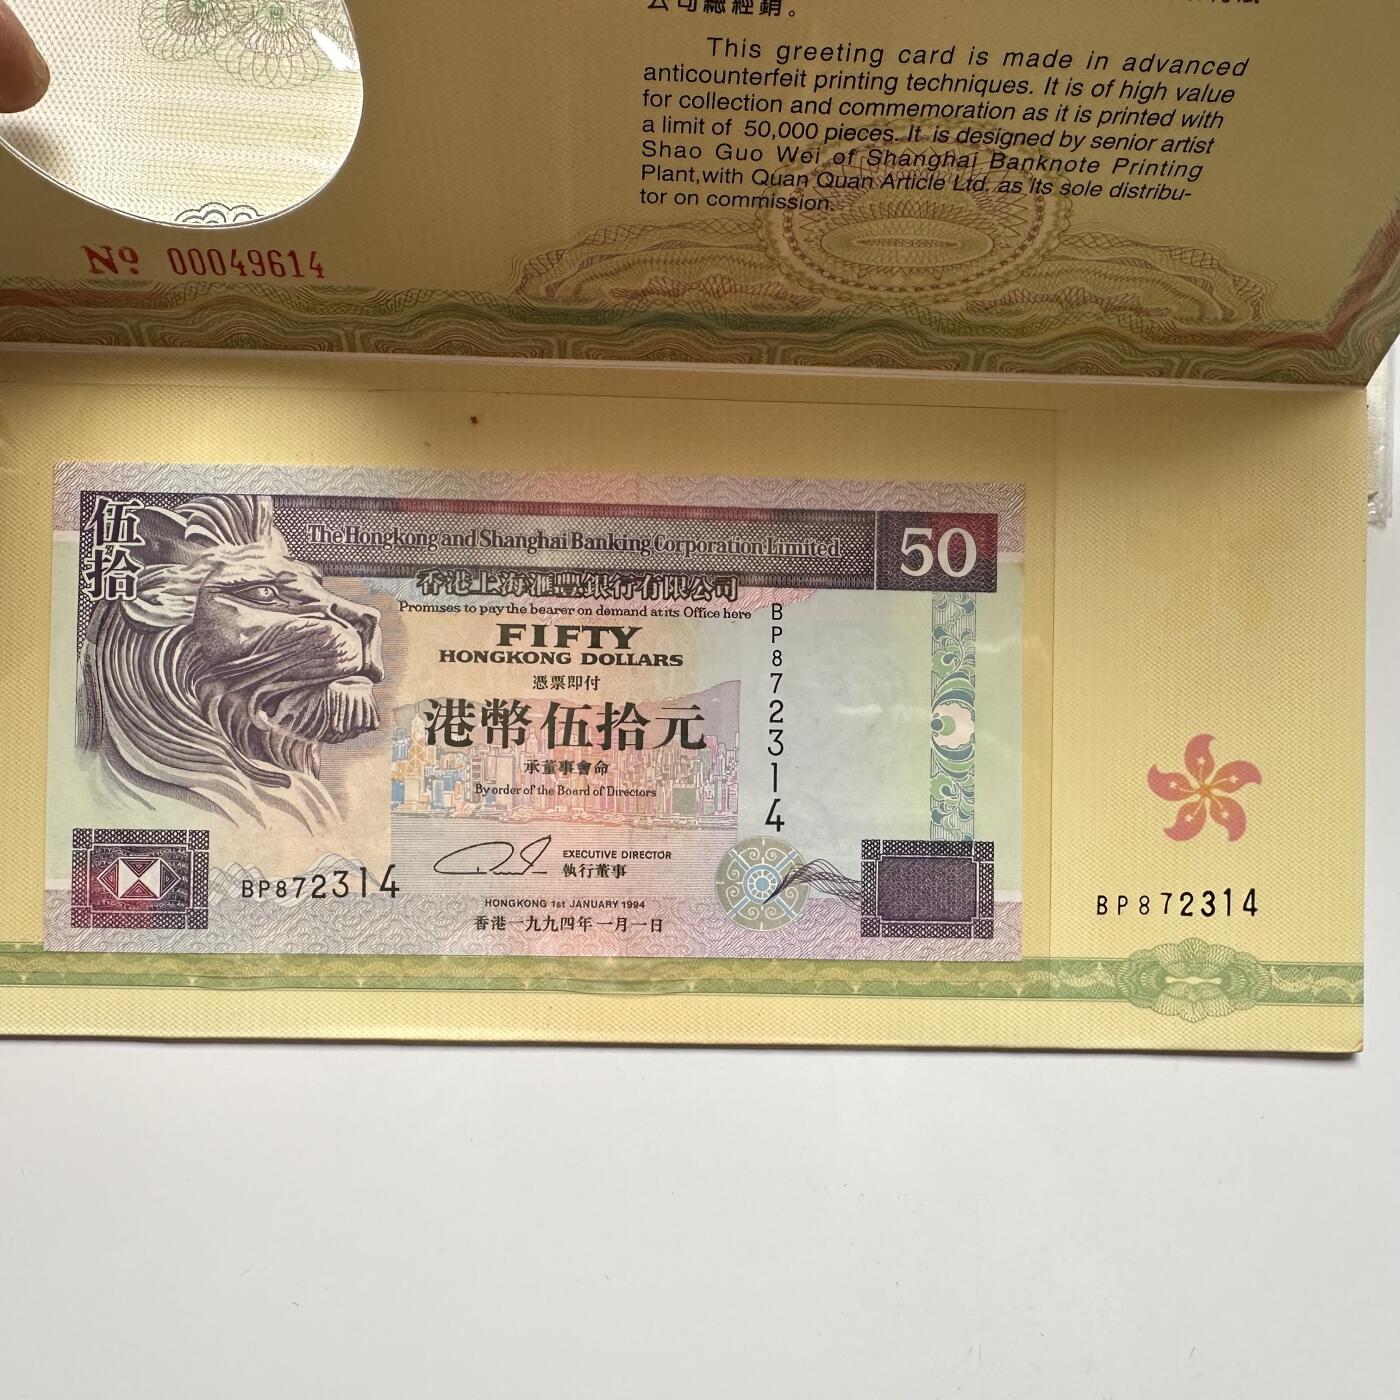 公司總經銷。
This greeting card is made in advanced
anticounterfeit printing techniques. It is of high value
for collection and commemoration as it is printed with
a limit of 50,000 pieces. It is designed by senior artist
Shao Guo Wei of Shanghai Banknote Printing
Plant,with Quan Quan Article Ltd. as its sole distribu-
tor on commission.
Nº 00049614
伍拾
The Hongkong and Shanghai Banking Corporation Limited
50
香港上海滙豐銀行有限公司
Promises to pay the bearer on demand at its Office here
FIFTY
HONGKONG DOLLARS
憑票即付
港幣伍拾元
承董事會命
By order of the Board of Directors
BP872314
EXECUTIVE DIRECTOR
執行董事
BP872314
HONGKONG 1st JANUARY 1994
香港一九九四年一月一日
BP872314